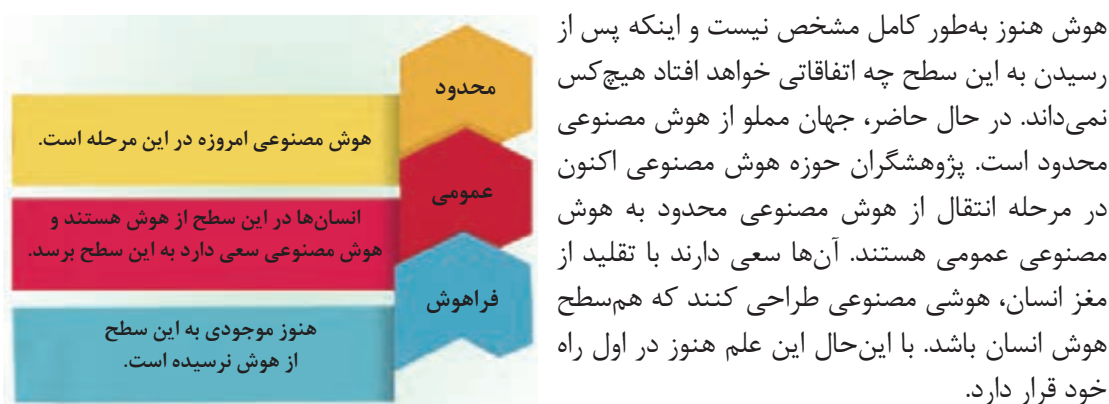 هوش هنوز به‌طور کامل مشخص نیست و اینکه پس از
رسیدن به این سطح چه اتفاقاتی خواهد افتاد هیچ‌کس
نمی‌داند. در حال حاضر، جهان مملو از هوش مصنوعی
محدود است. پژوهشگران حوزه هوش مصنوعی اکنون
در مرحله انتقال از هوش مصنوعی محدود به هوش
مصنوعی عمومی هستند. آن‌ها سعی دارند با تقلید از
مغز انسان، هوشی مصنوعی طراحی کنند که هم‌سطح
هوش انسان باشد. با این‌حال این علم هنوز در اول راه
خود قرار دارد.
محدود
هوش مصنوعی امروزه در این مرحله است.
عمومی
انسان‌ها در این سطح از هوش هستند و
هوش مصنوعی سعی دارد به این سطح برسد.
فراهوش
هنوز موجودی به این سطح
از هوش نرسیده است.